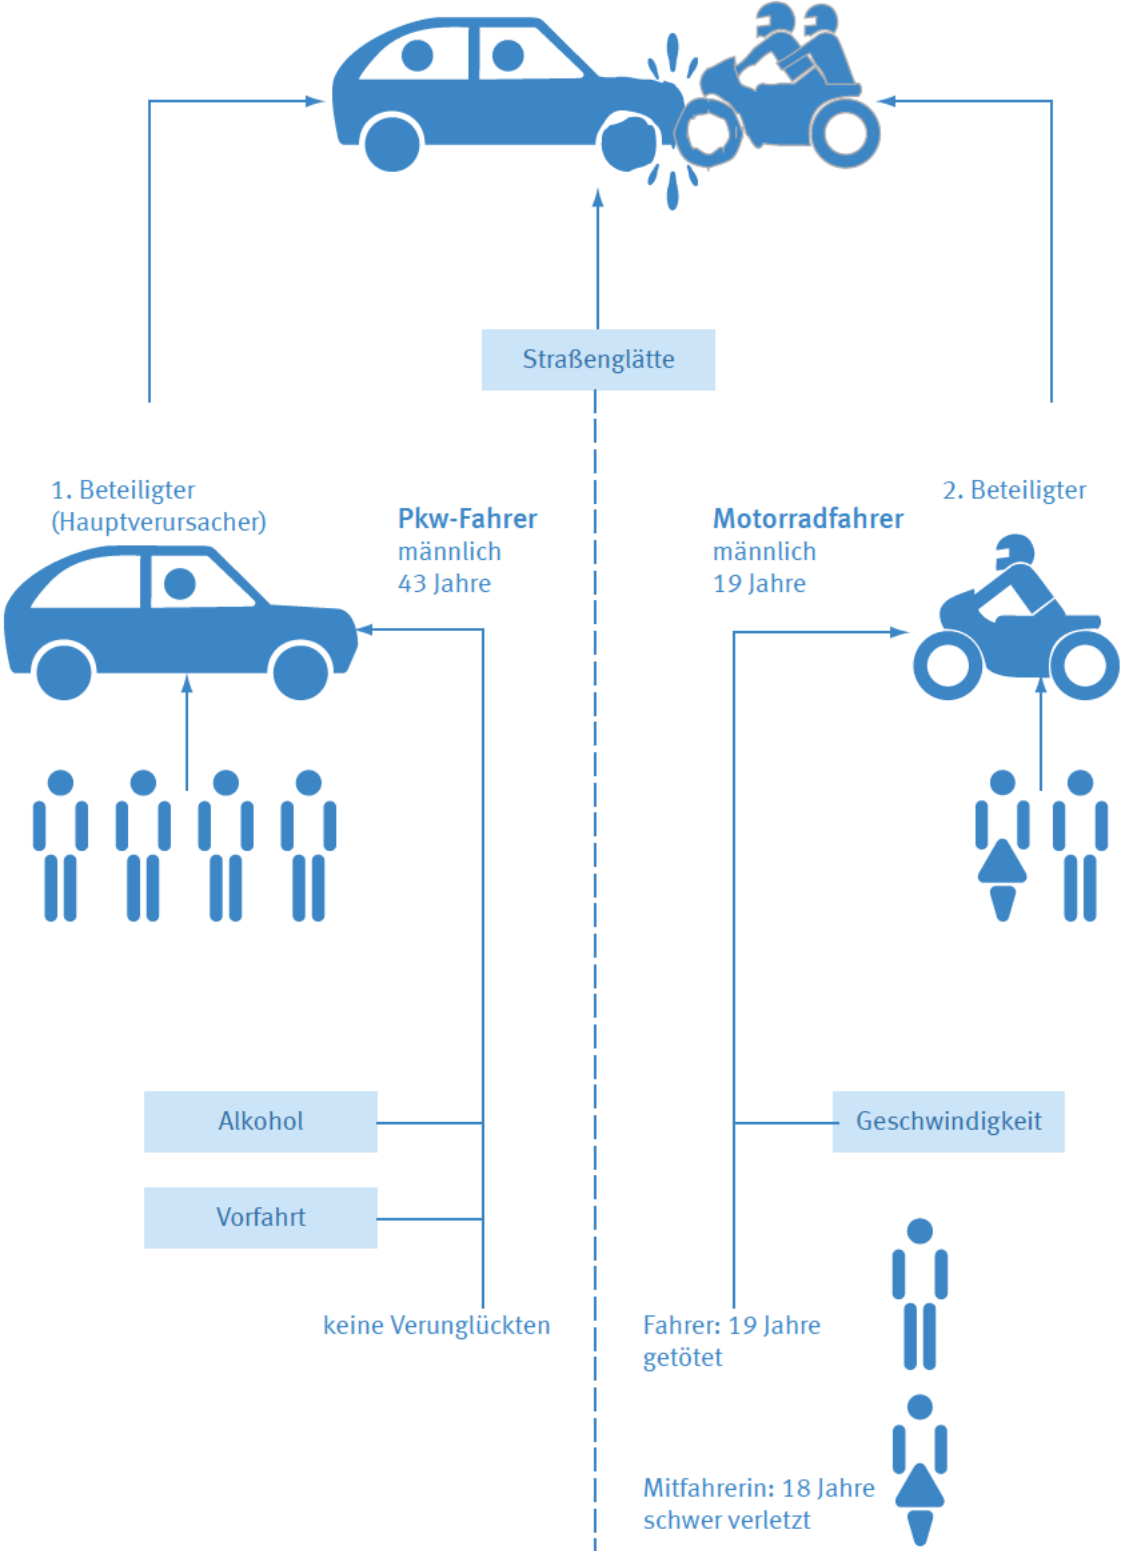 Straßenglätte
1. Beteiligter
(Hauptverursacher)
Pkw-Fahrer
männlich
43 Jahre
Motorradfahrer
männlich
19 Jahre
2. Beteiligter
Alkohol
Vorfahrt
keine Verunglückten
Geschwindigkeit
Fahrer: 19 Jahre
getötet
Mitfahrerin: 18 Jahre
schwer verletzt